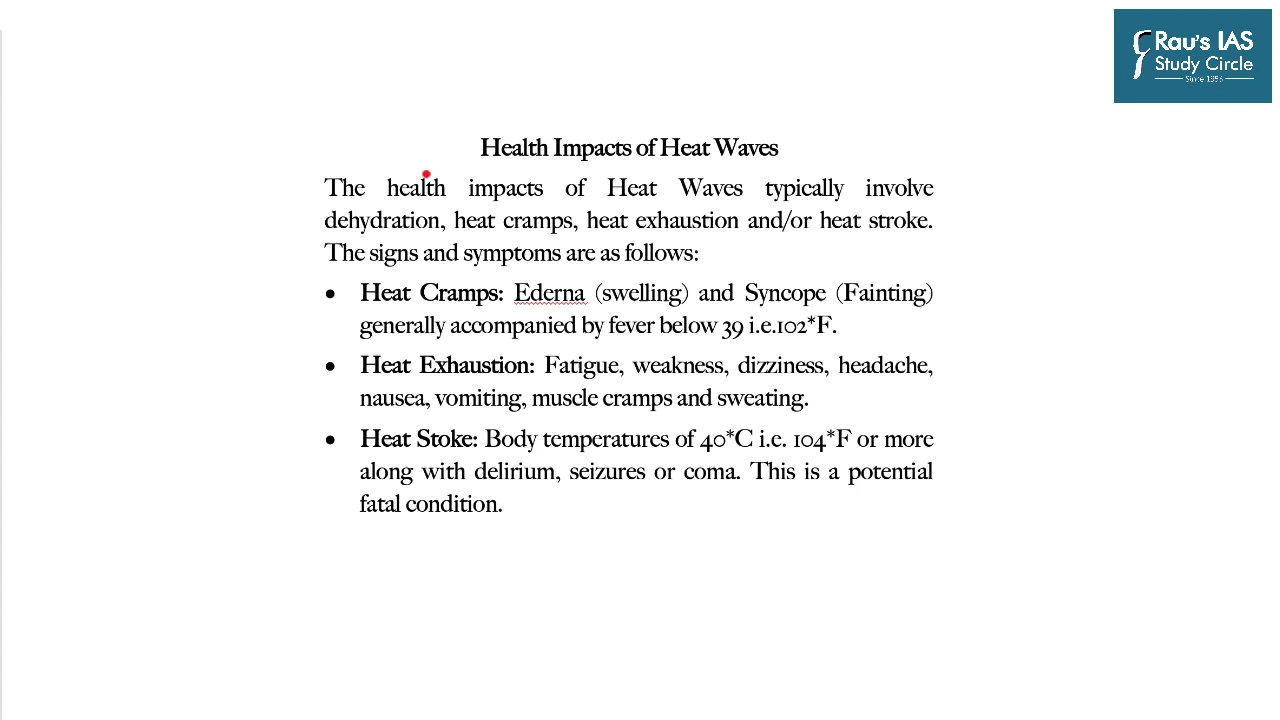 Rau's IAS
Study Circle
Since 1953
Health Impacts of Heat Waves
The health impacts of Heat Waves typically involve
dehydration, heat cramps, heat exhaustion and/or heat stroke.
The signs and symptoms are as follows:
• Heat Cramps: Ederna (swelling) and Syncope (Fainting)
generally accompanied by fever below 39 i.e.102*F.
• Heat Exhaustion: Fatigue, weakness, dizziness, headache,
nausea, vomiting, muscle cramps and sweating.
• Heat Stoke: Body temperatures of 40*C i.e. 104*F or more
along with delirium, seizures or coma. This is a potential
fatal condition.